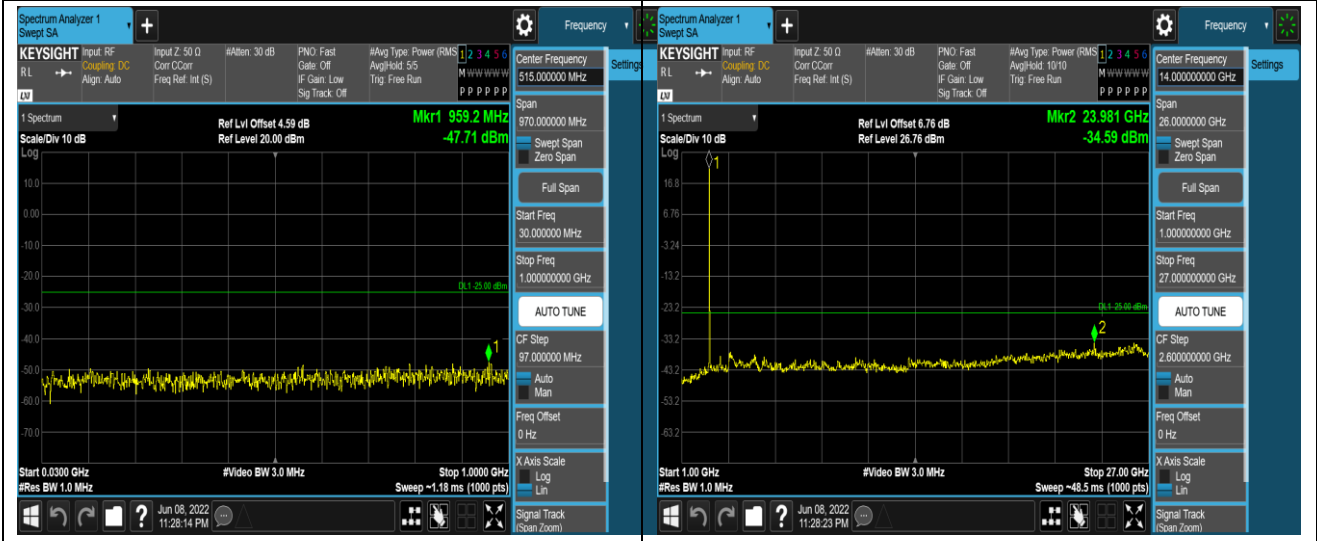 Spectrum Analyzer 1
Swept SA
+
Frequency
KEYSIGHT
RL
LXI
Input: RF
Coupling: DC
Align: Auto
Input Z: 50 Ω
Corr CCorr
Freq Ref: Int (S)
#Atten: 30 dB
PNO: Fast
Gate: Off
IF Gain: Low
Sig Track: Off
#Avg Type: Power (RMS
Avg|Hold: 5/5
Trig: Free Run
1 2 3 4 5 6
M W W W W W
P P P P P P
Center Frequency
515.000000 MHz
Settings
1 Spectrum
Scale/Div 10 dB
Log
Ref Lvl Offset 4.59 dB
Ref Level 20.00 dBm
Mkr1 959.2 MHz
-47.71 dBm
Span
970.000000 MHz
Swept Span
Zero Span
Full Span
Start Freq
30.000000 MHz
Stop Freq
1.000000000 GHz
AUTO TUNE
CF Step
97.000000 MHz
Auto
Man
Freq Offset
0 Hz
X Axis Scale
Log
Lin
Signal Track
(Span Zoom)
10.0
0.00
-10.0
-20.0
-30.0
-40.0
-50.0
-60.0
-70.0
DL1 -25.00 dBm
1
Start 0.0300 GHz
#Res BW 1.0 MHz
#Video BW 3.0 MHz
Stop 1.0000 GHz
Sweep ~1.18 ms (1000 pts)
?
Jun 08, 2022
11:28:14 PM
Spectrum Analyzer 1
Swept SA
+
Frequency
KEYSIGHT
RL
LXI
Input: RF
Coupling: DC
Align: Auto
Input Z: 50 Ω
Corr CCorr
Freq Ref: Int (S)
#Atten: 30 dB
PNO: Fast
Gate: Off
IF Gain: Low
Sig Track: Off
#Avg Type: Power (RMS
Avg|Hold: 10/10
Trig: Free Run
1 2 3 4 5 6
M W W W W W
P P P P P P
Center Frequency
14.000000000 GHz
Settings
1 Spectrum
Scale/Div 10 dB
Log
Ref Lvl Offset 6.76 dB
Ref Level 26.76 dBm
Mkr2 23.981 GHz
-34.59 dBm
Span
26.0000000 GHz
Swept Span
Zero Span
Full Span
Start Freq
1.000000000 GHz
Stop Freq
27.000000000 GHz
AUTO TUNE
CF Step
2.600000000 GHz
Auto
Man
Freq Offset
0 Hz
X Axis Scale
Log
Lin
Signal Track
(Span Zoom)
1
16.8
6.76
-3.24
-13.2
-23.2
-33.2
-43.2
-53.2
-63.2
DL1 -25.00 dBm
2
Start 1.00 GHz
#Res BW 1.0 MHz
#Video BW 3.0 MHz
Stop 27.00 GHz
Sweep ~48.5 ms (1000 pts)
?
Jun 08, 2022
11:28:23 PM